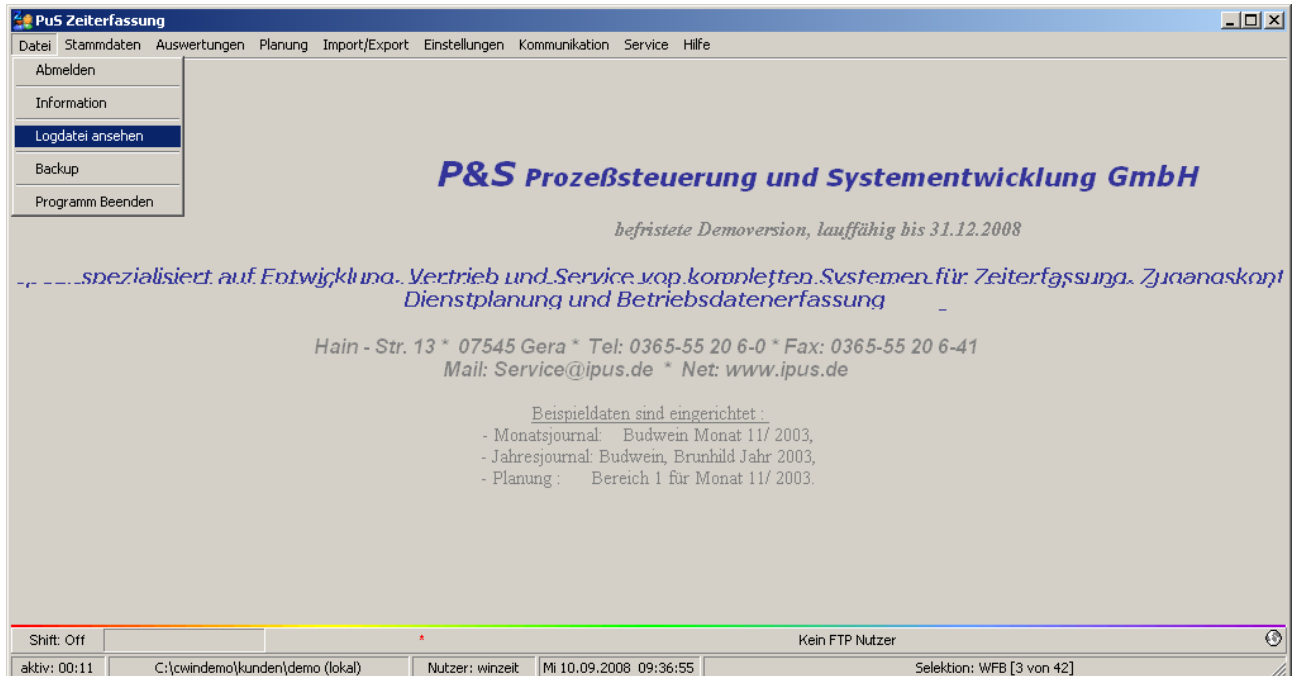 PuS Zeiterfassung
Datei Stammdaten Auswertungen Planung Import/Export Einstellungen Kommunikation Service Hilfe
Abmelden
Information
Logdatei ansehen
Backup
Programm Beenden
P&S Prozeßsteuerung und Systementwicklung GmbH
befristete Demoversion, lauffähig bis 31.12.2008
spezialisiert auf Entwicklung, Vertrieb und Service von kompletten Systemen für Zeiterfassung, Zugangskont
Dienstplanung und Betriebsdatenerfassung
Hain - Str. 13 * 07545 Gera * Tel: 0365-55 20 6-0 * Fax: 0365-55 20 6-41
Mail: Service@ipus.de * Net: www.ipus.de
Beispieldaten sind eingerichtet :
- Monatsjournal: Budwein Monat 11/ 2003,
- Jahresjournal: Budwein, Brunhild Jahr 2003,
- Planung : Bereich 1 für Monat 11/ 2003.
Shift: Off * Kein FTP Nutzer
aktiv: 00:11 C:\cwindemo\kunden\demo (lokal) Nutzer: winzeit Mi 10.09.2008 09:36:55 Selektion: WFB [3 von 42]